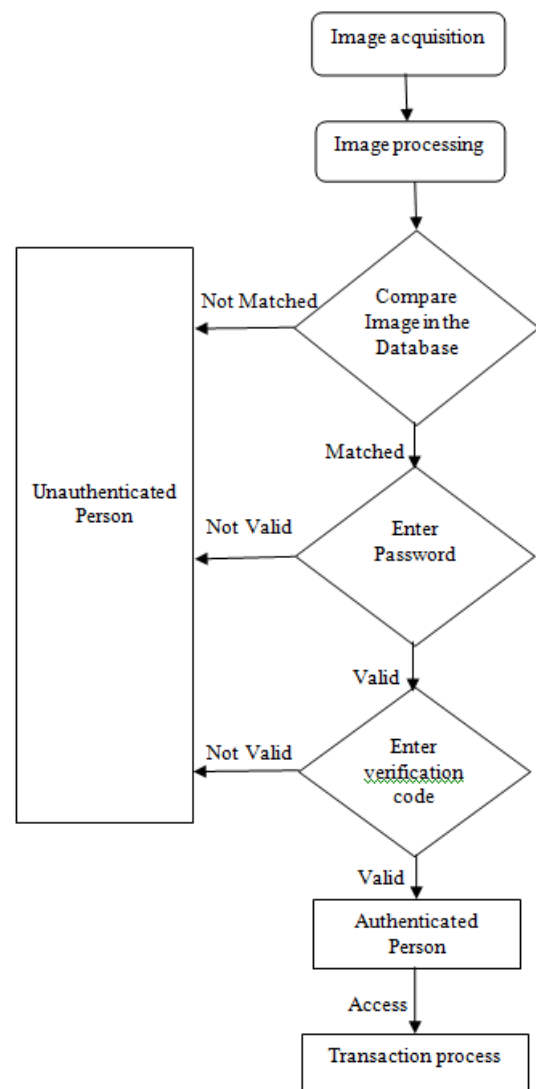 Image acquisition
Image processing
Compare
Image in the
Database
Not Matched
Matched
Unauthenticated
Person
Not Valid
Enter
Password
Valid
Not Valid
Enter
verification
code
Valid
Authenticated
Person
Access
Transaction process